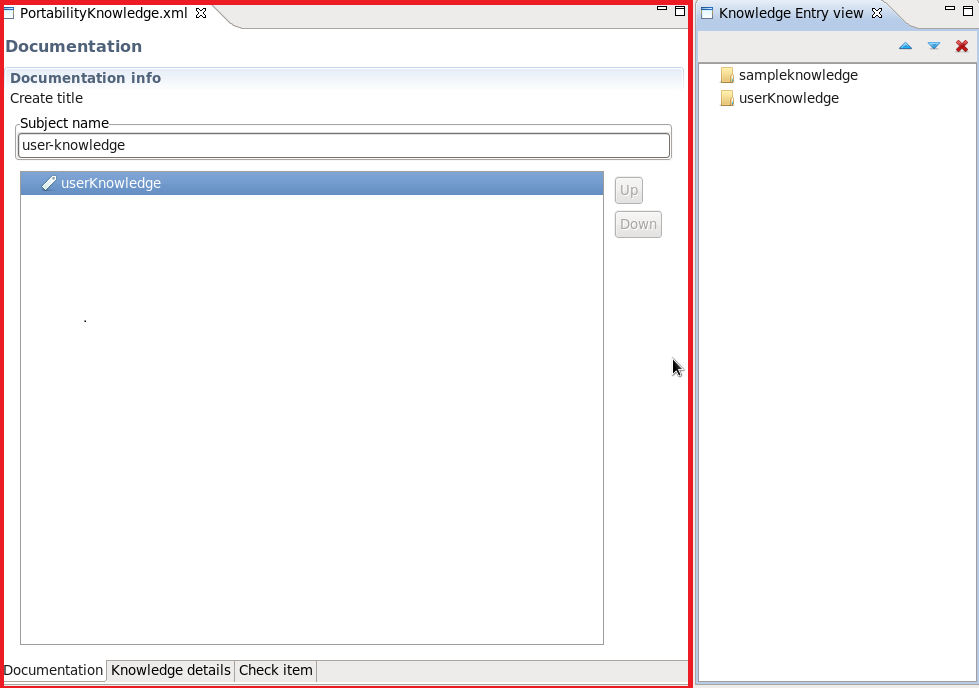 PortabilityKnowledge.xml
Documentation
Documentation info
Create title
Subject name
user-knowledge
userKnowledge
Up
Down
.
Documentation Knowledge details Check item
Knowledge Entry view
sampleknowledge
userKnowledge